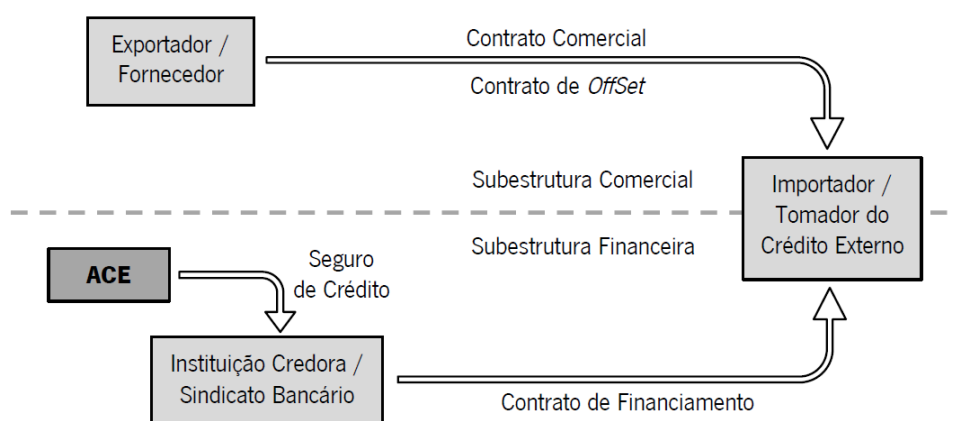 Exportador /
Fornecedor
Contrato Comercial
Contrato de OffSet
Subestrutura Comercial
Importador /
Tomador do
Crédito Externo
Subestrutura Financeira
ACE
Seguro
de Crédito
Instituição Credora /
Sindicato Bancário
Contrato de Financiamento